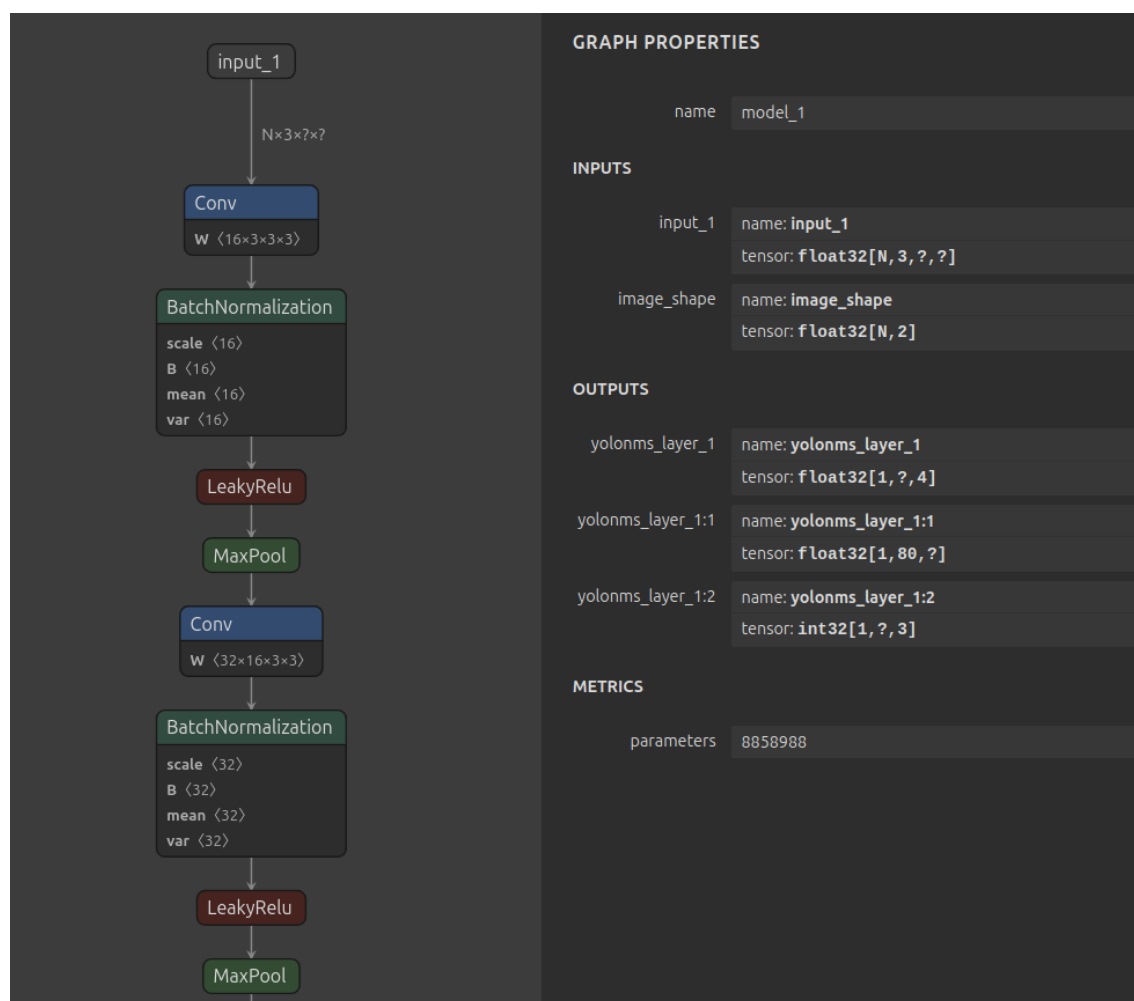 input_1
N×3×?×?
Conv
W 〈16×3×3×3〉
BatchNormalization
scale 〈16〉
B 〈16〉
mean 〈16〉
var 〈16〉
LeakyRelu
MaxPool
Conv
W 〈32×16×3×3〉
BatchNormalization
scale 〈32〉
B 〈32〉
mean 〈32〉
var 〈32〉
LeakyRelu
MaxPool
GRAPH PROPERTIES
name model_1
INPUTS
input_1 name: input_1
tensor: float32[N,3,?,?]
image_shape name: image_shape
tensor: float32[N,2]
OUTPUTS
yolonms_layer_1 name: yolonms_layer_1
tensor: float32[1,?,4]
yolonms_layer_1:1 name: yolonms_layer_1:1
tensor: float32[1,80,?]
yolonms_layer_1:2 name: yolonms_layer_1:2
tensor: int32[1,?,3]
METRICS
parameters 8858988